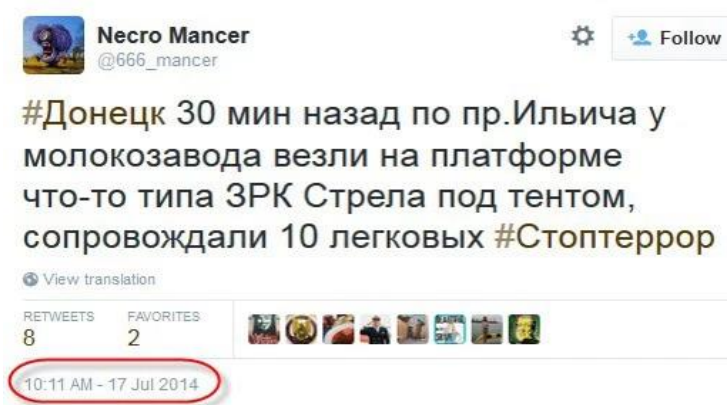 Necro Mancer
@666_mancer
Follow
#Донецк 30 мин назад по пр.Ильича у
молокозавода везли на платформе
что-то типа ЗРК Стрела под тентом,
сопровождали 10 легковых #Стоптеррор
View translation
RETWEETS FAVORITES
8 2
10:11 AM - 17 Jul 2014